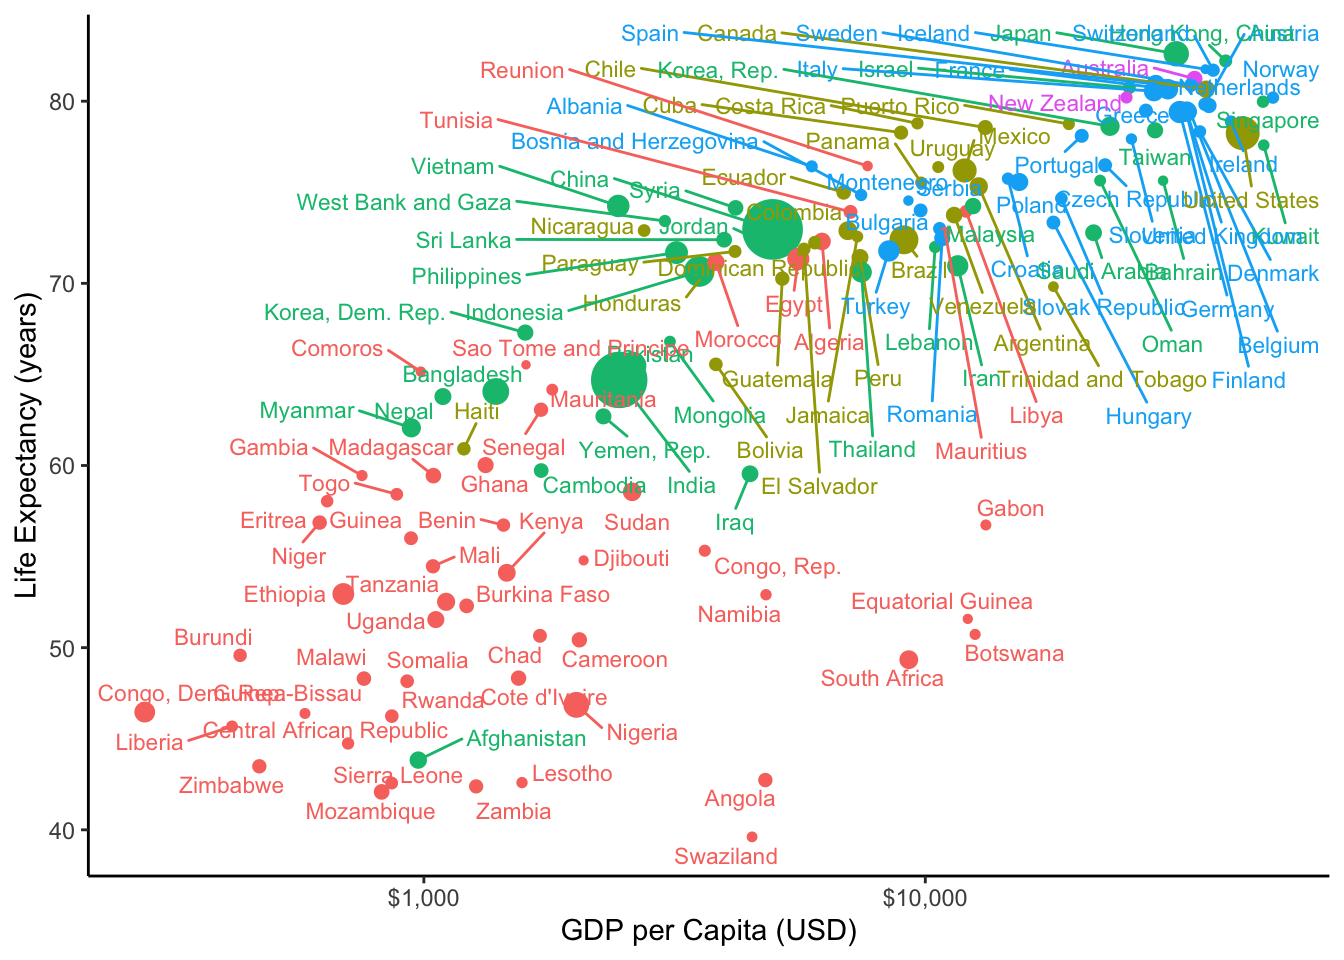 Spain Canada Sweden Iceland Japan Switzerland Hong Kong, China Austria
Reunion Chile Korea, Rep. Italy Israel France Australia Norway
Netherlands
Albania Cuba Costa Rica Puerto Rico New Zealand
Tunisia Greece Singapore
Bosnia and Herzegovina Panama Uruguay Mexico
Vietnam China Ecuador Portugal Taiwan Ireland
West Bank and Gaza Syria Montenegro Serbia Poland Czech Republic United States
Nicaragua Jordan Colombia Bulgaria
Sri Lanka Malaysia Slovenia United Kingdom Kuwait
Philippines Paraguay Dominican Republic Brazil Croatia Saudi Arabia Bahrain Denmark
Korea, Dem. Rep. Indonesia Honduras Egypt Turkey Venezuela Slovak Republic Germany
Comoros Sao Tome and Principe Pakistan Morocco Algeria Lebanon Argentina Oman Belgium
Bangladesh Guatemala Peru Iran Trinidad and Tobago Finland
Myanmar Nepal Haiti Mauritania Mongolia Jamaica Romania Libya Hungary
Gambia Madagascar Senegal Yemen, Rep. Bolivia Thailand Mauritius
Togo Ghana Cambodia India El Salvador
Eritrea Guinea Benin Kenya Sudan Iraq Gabon
Niger Mali Djibouti Congo, Rep.
Ethiopia Tanzania Burkina Faso Equatorial Guinea
Uganda Namibia
Burundi Malawi Somalia Chad Cameroon Botswana
South Africa
Congo, Dem. Rep. Guinea-Bissau Rwanda Cote d'Ivoire
Liberia Central African Republic Afghanistan Nigeria
Zimbabwe Sierra Leone Lesotho
Mozambique Zambia Angola
Swaziland
80
70
60
50
40
Life Expectancy (years)
$1,000 $10,000
GDP per Capita (USD)